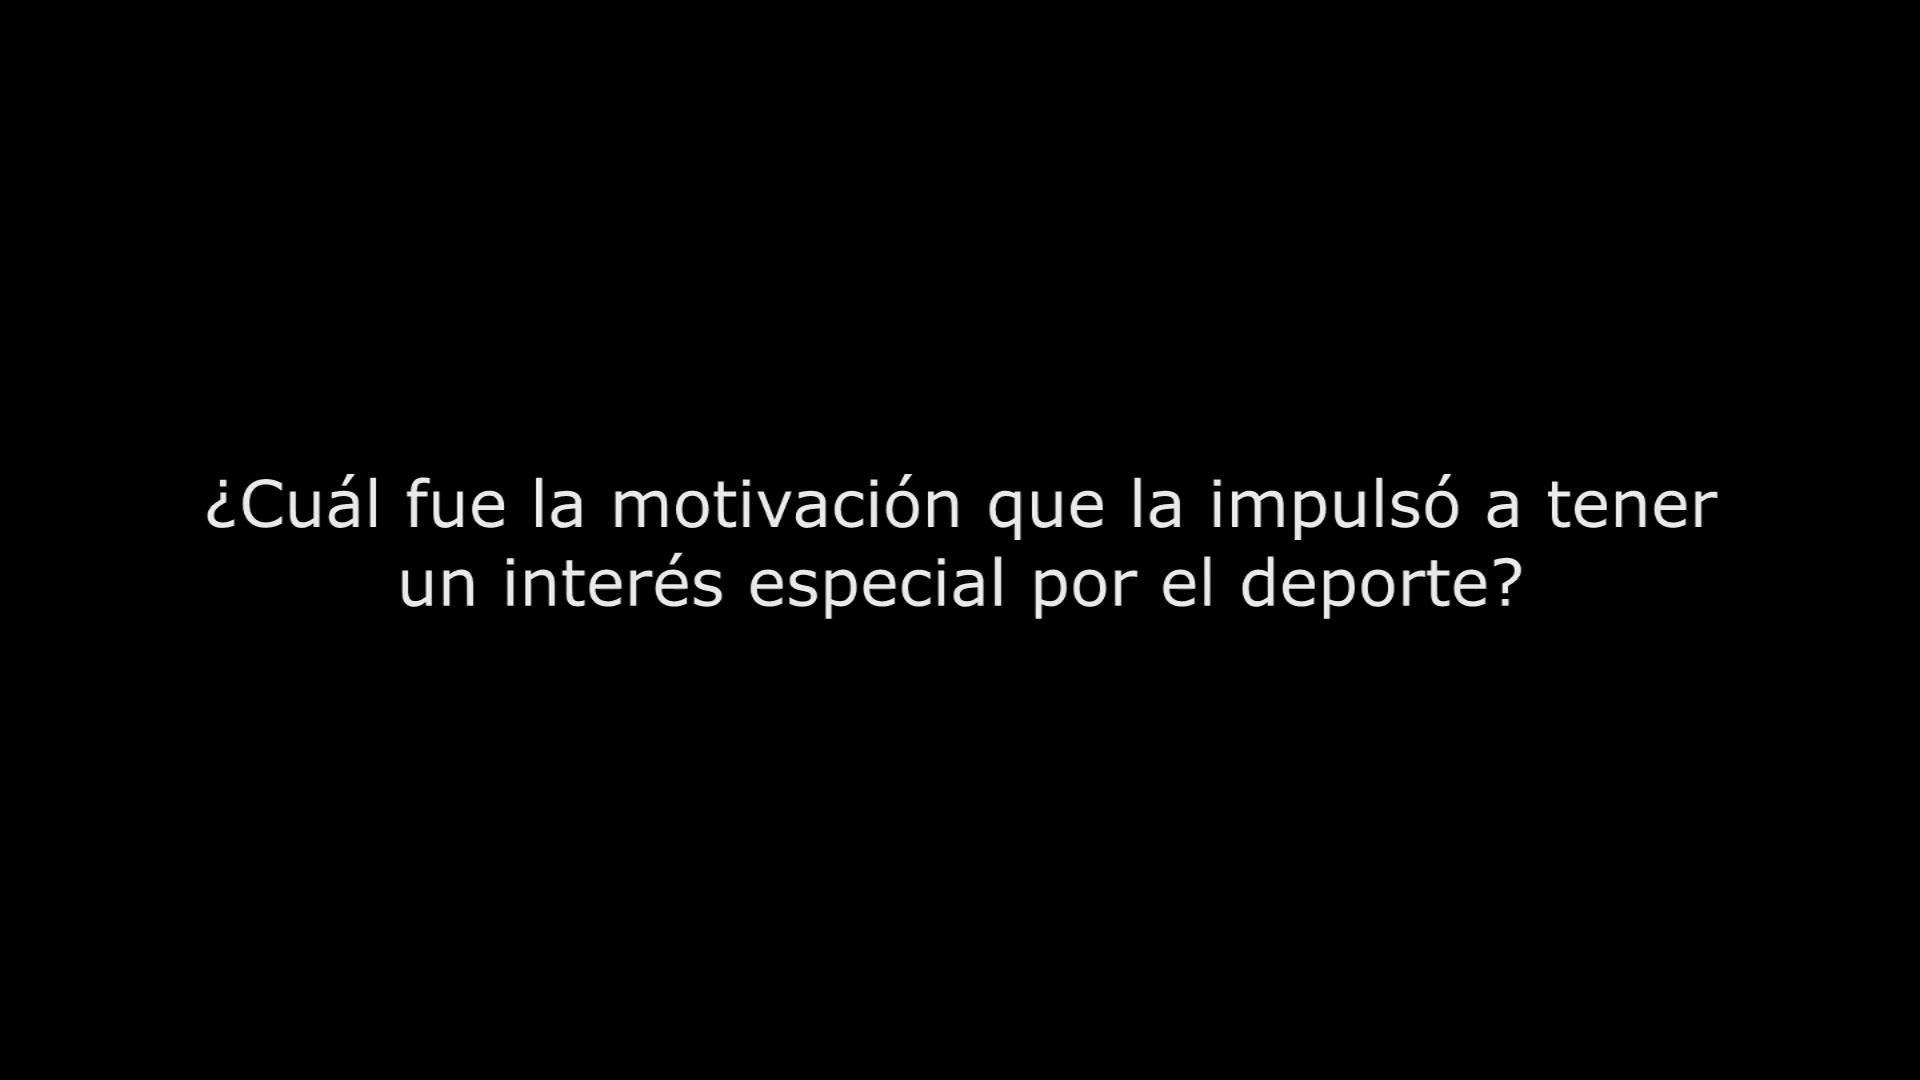 ¿Cuál fue la motivación que la impulsó a tener
un interés especial por el deporte?